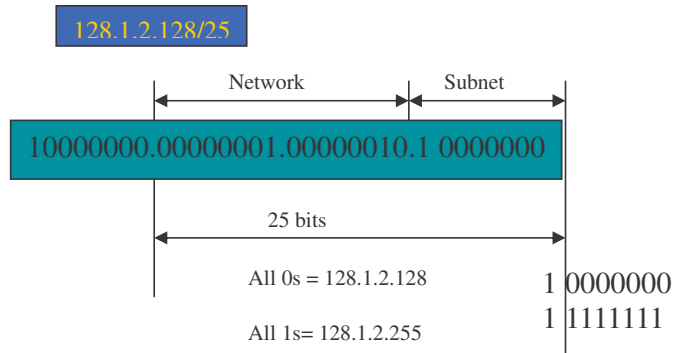 128.1.2.128/25
Network Subnet
10000000.00000001.00000010.1 0000000
25 bits
All 0s = 128.1.2.128 1 0000000
All 1s= 128.1.2.255 1 1111111